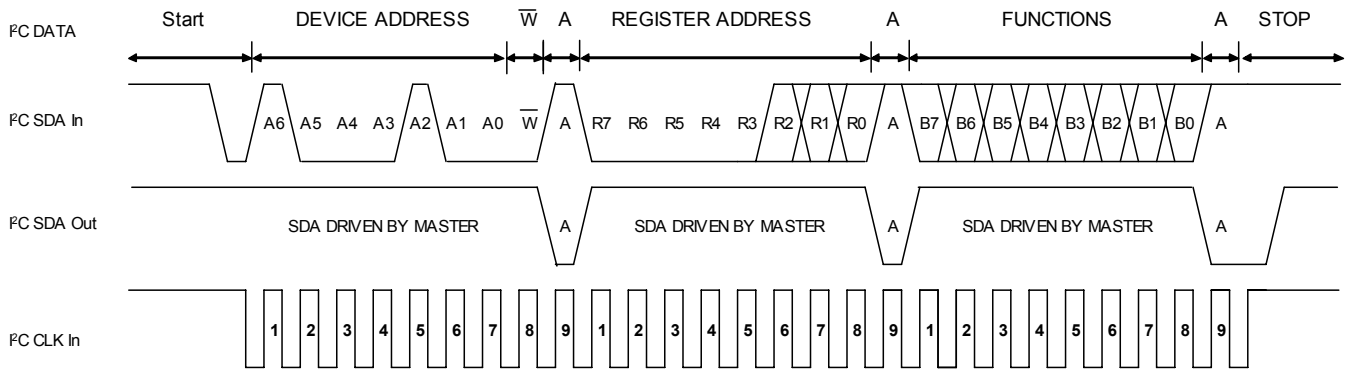 I²C DATA Start DEVICE ADDRESS W̅ A REGISTER ADDRESS A FUNCTIONS A STOP
I²C SDA In A6 A5 A4 A3 A2 A1 A0 W̅ A R7 R6 R5 R4 R3 R2 R1 R0 A B7 B6 B5 B4 B3 B2 B1 B0 A
I²C SDA Out SDA DRIVEN BY MASTER A SDA DRIVEN BY MASTER A SDA DRIVEN BY MASTER A
I²C CLK In 1 2 3 4 5 6 7 8 9 1 2 3 4 5 6 7 8 9 1 2 3 4 5 6 7 8 9